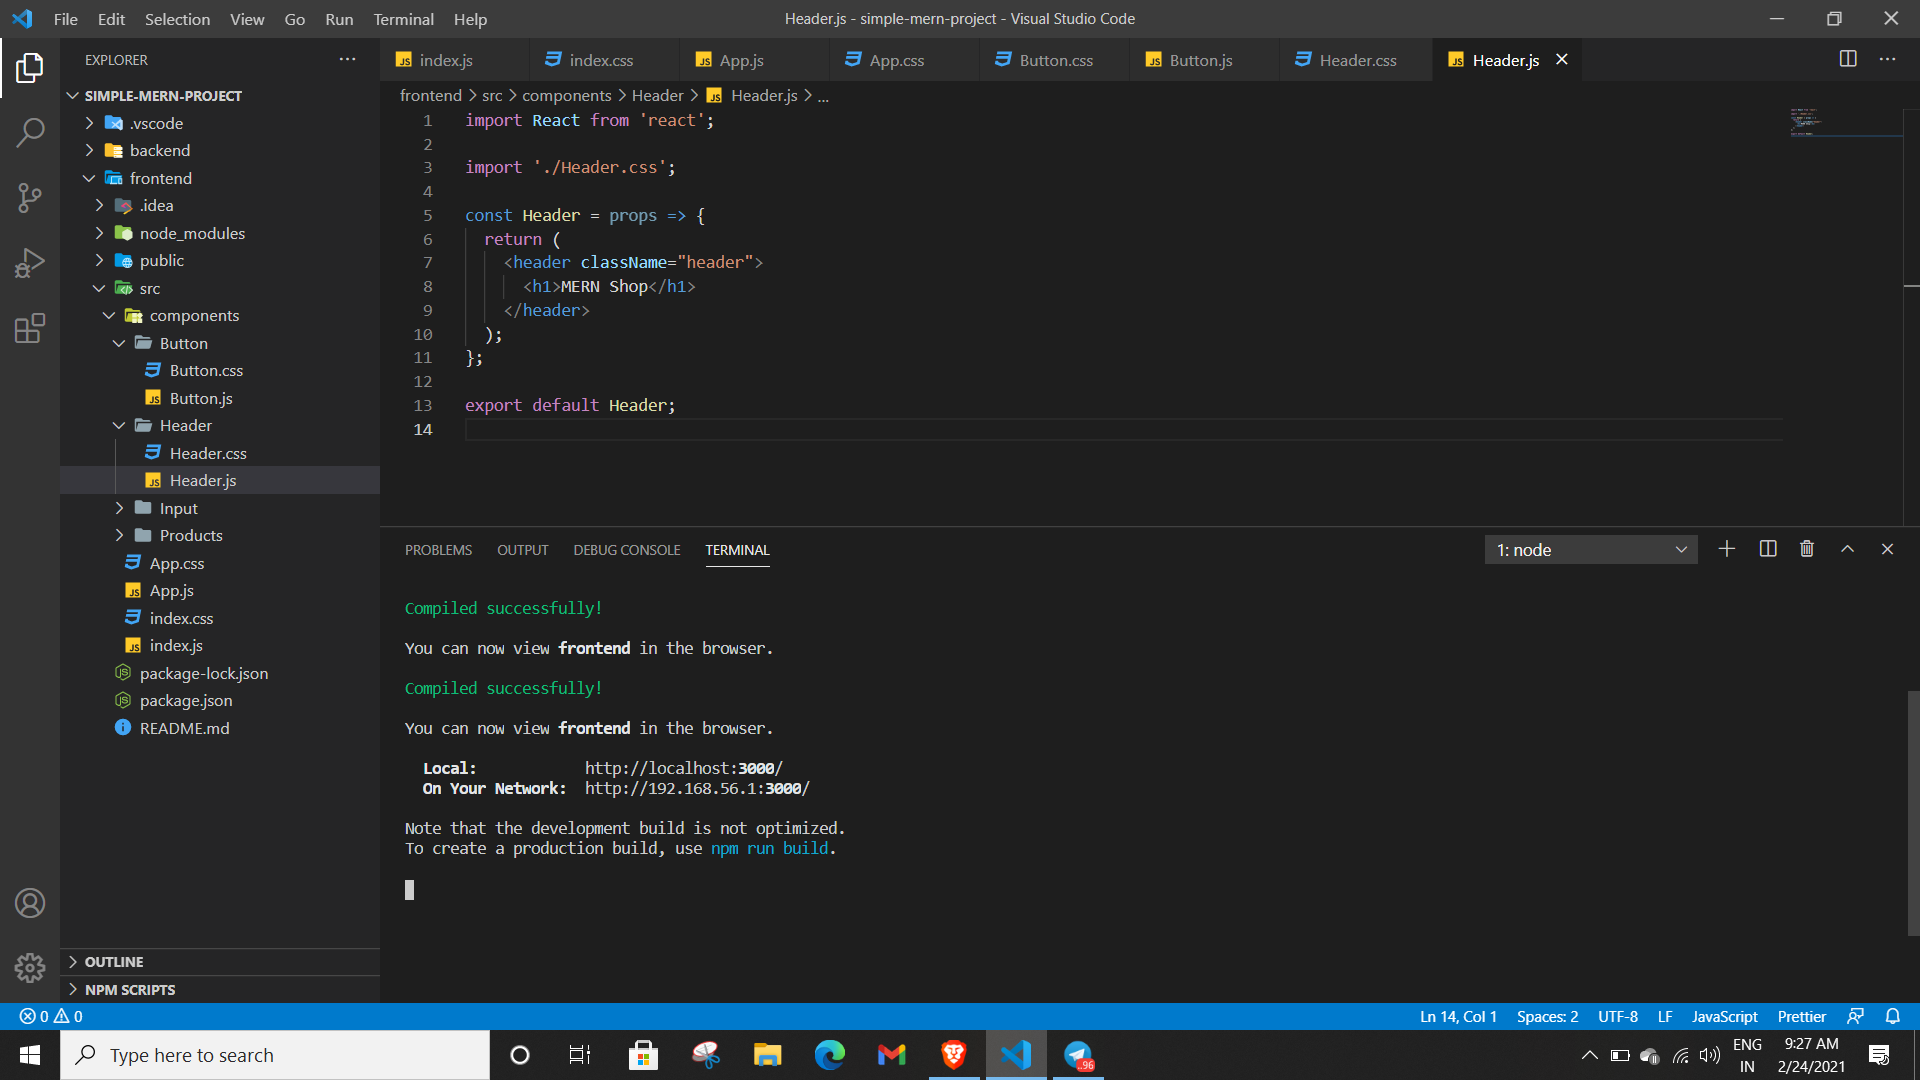 File Edit Selection View Go Run Terminal Help
Header.js - simple-mern-project - Visual Studio Code
EXPLORER
SIMPLE-MERN-PROJECT
.vscode
backend
frontend
.idea
node_modules
public
src
components
Button
Button.css
Button.js
Header
Header.css
Header.js
Input
Products
App.css
App.js
index.css
index.js
package-lock.json
package.json
README.md
OUTLINE
NPM SCRIPTS
index.js index.css App.js App.css Button.css Button.js Header.css Header.js
frontend > src > components > Header > Header.js > ...
1 import React from 'react';
2
3 import './Header.css';
4
5 const Header = props => {
6 return (
7 <header className="header">
8 <h1>MERN Shop</h1>
9 </header>
10 );
11 };
12
13 export default Header;
14
PROBLEMS OUTPUT DEBUG CONSOLE TERMINAL
1: node
Compiled successfully!
You can now view frontend in the browser.
Compiled successfully!
You can now view frontend in the browser.
Local: http://localhost:3000/
On Your Network: http://192.168.56.1:3000/
Note that the development build is not optimized.
To create a production build, use npm run build.
0 0
Ln 14, Col 1 Spaces: 2 UTF-8 LF JavaScript Prettier
Type here to search
..96
ENG
IN
9:27 AM
2/24/2021